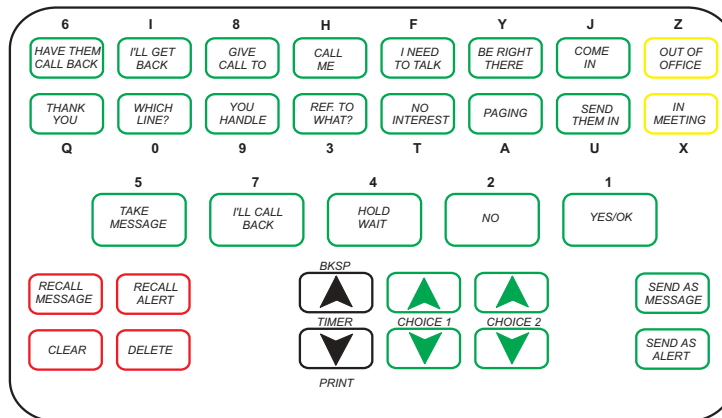 6 I 8 H F Y J Z
HAVE THEM CALL BACK
I'LL GET BACK
GIVE CALL TO
CALL ME
I NEED TO TALK
BE RIGHT THERE
COME IN
OUT OF OFFICE
THANK YOU
WHICH LINE?
YOU HANDLE
REF. TO WHAT?
NO INTEREST
PAGING
SEND THEM IN
IN MEETING
Q 0 9 3 T A U X
5 7 4 2 1
TAKE MESSAGE
I'LL CALL BACK
HOLD WAIT
NO
YES/OK
BKSP
RECALL MESSAGE
RECALL ALERT
SEND AS MESSAGE
TIMER CHOICE 1 CHOICE 2
CLEAR
DELETE
SEND AS ALERT
PRINT